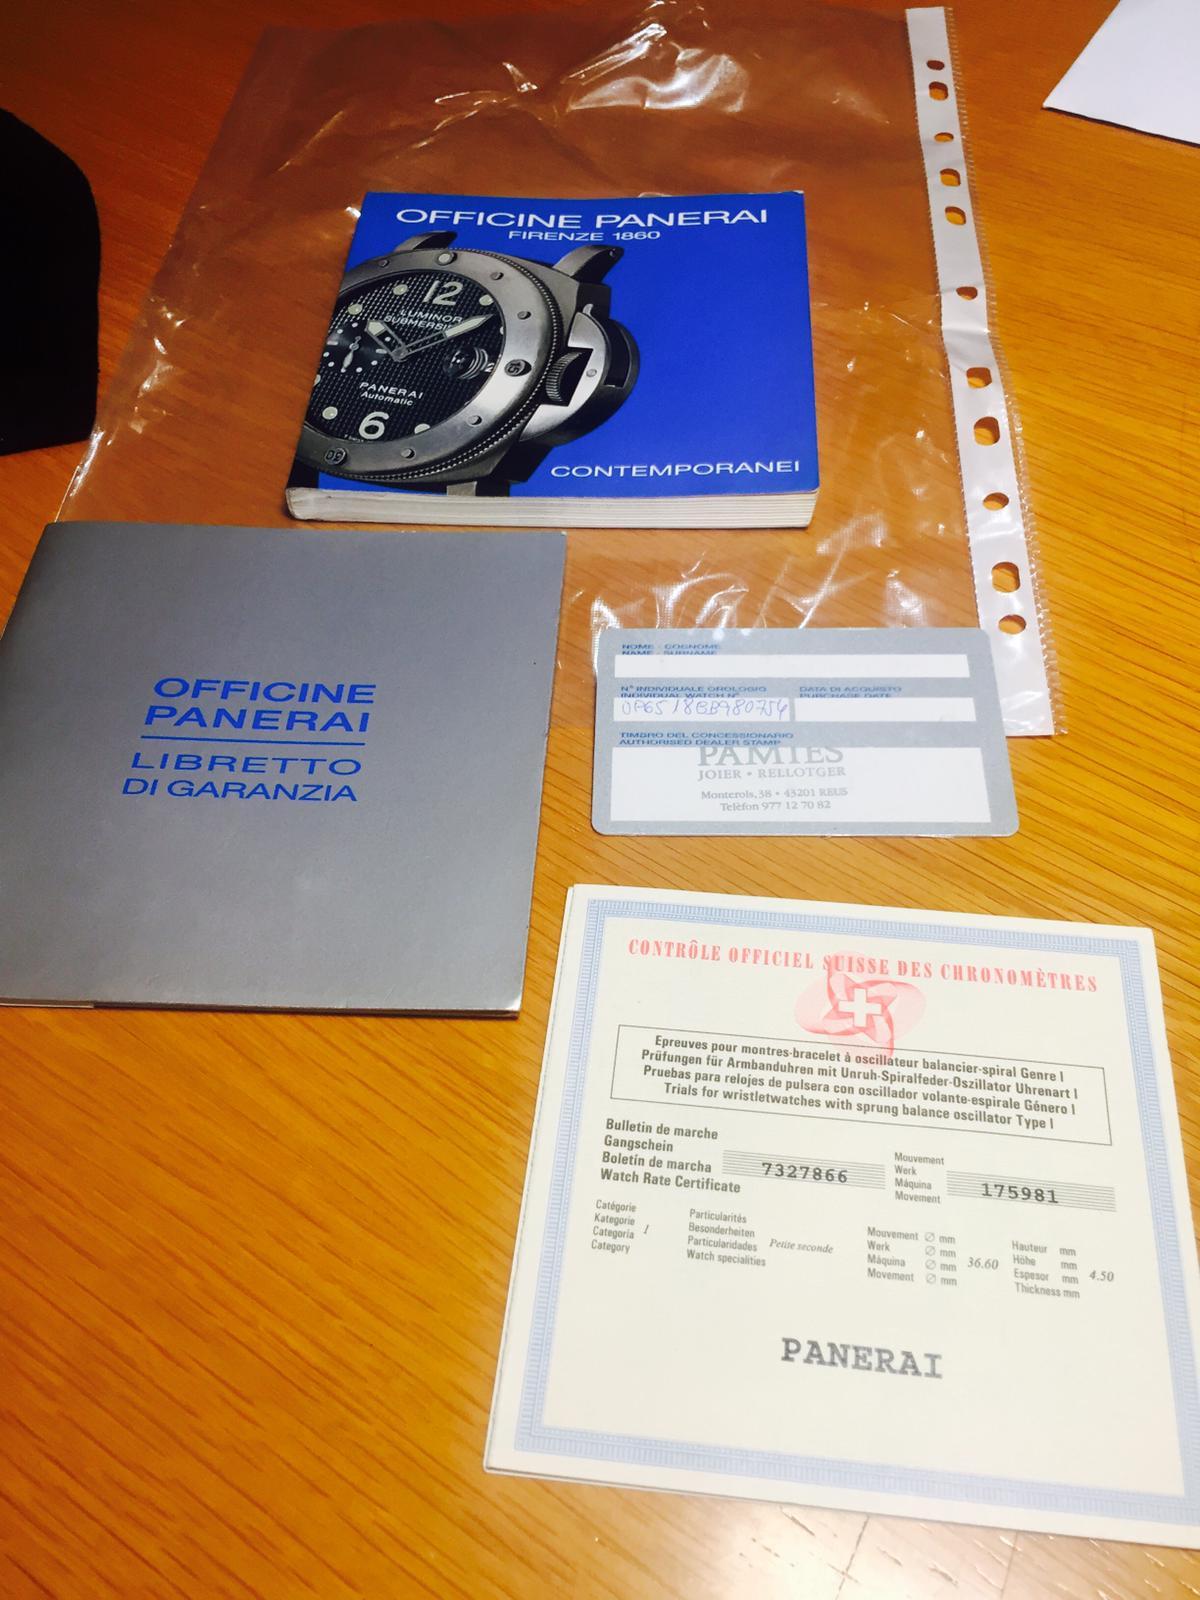 OFFICINE PANERAI
FIRENZE 1860
12
LUMINOR
SUBMERSIBLE
PANERAI
Automatic
6
CONTEMPORANEI
OFFICINE
PANERAI
LIBRETTO
DI GARANZIA
NOME - COGNOME
NAME - SURNAME
N° INDIVIDUALE OROLOGIO
INDIVIDUAL WATCH N°
DATA DI ACQUISTO
PURCHASE DATE
TIMBRO DEL CONCESSIONARIO
AUTHORISED DEALER STAMP
PAMIES
JOIER • RELLOTGER
Monterols, 38 • 43201 REUS
Telèfon 977 12 70 82
CONTRÔLE OFFICIEL SUISSE DES CHRONOMÈTRES
Epreuves pour montres-bracelet à oscillateur balancier-spiral Genre I
Prüfungen für Armbanduhren mit Unruh-Spiralfeder-Oszillator Uhrenart I
Pruebas para relojes de pulsera con oscillador volante-espirale Género I
Trials for wristletwatches with sprung balance oscillator Type I
Bulletin de marche
Gangschein
Boletín de marcha
Watch Rate Certificate
7327866
Mouvement
Werk
Máquina
Movement
175981
Catégorie
Kategorie
Categoria
Category
1
Particularités
Besonderheiten
Particularidades
Watch specialities
Petite seconde
Mouvement ∅ mm
Werk ∅ mm
Máquina ∅ mm
Movement ∅ mm
36.60
Hauteur mm
Höhe mm
Espesor mm
Thickness mm
4.50
PANERAI